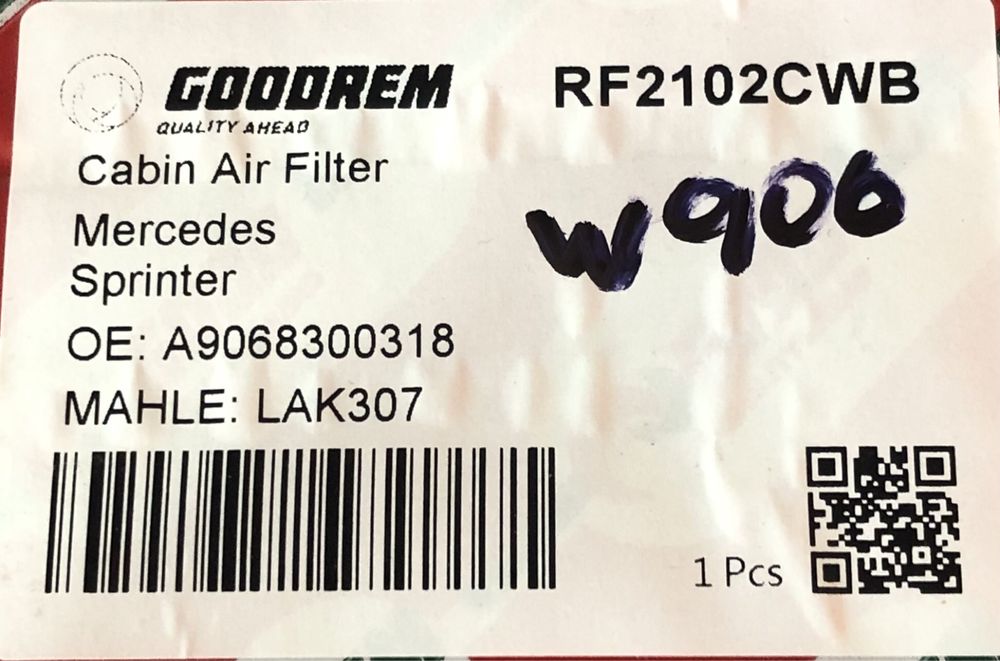 GOODREM
QUALITY AHEAD
RF2102CWB
Cabin Air Filter
w906
Mercedes
Sprinter
OE: A9068300318
MAHLE: LAK307
1 Pcs